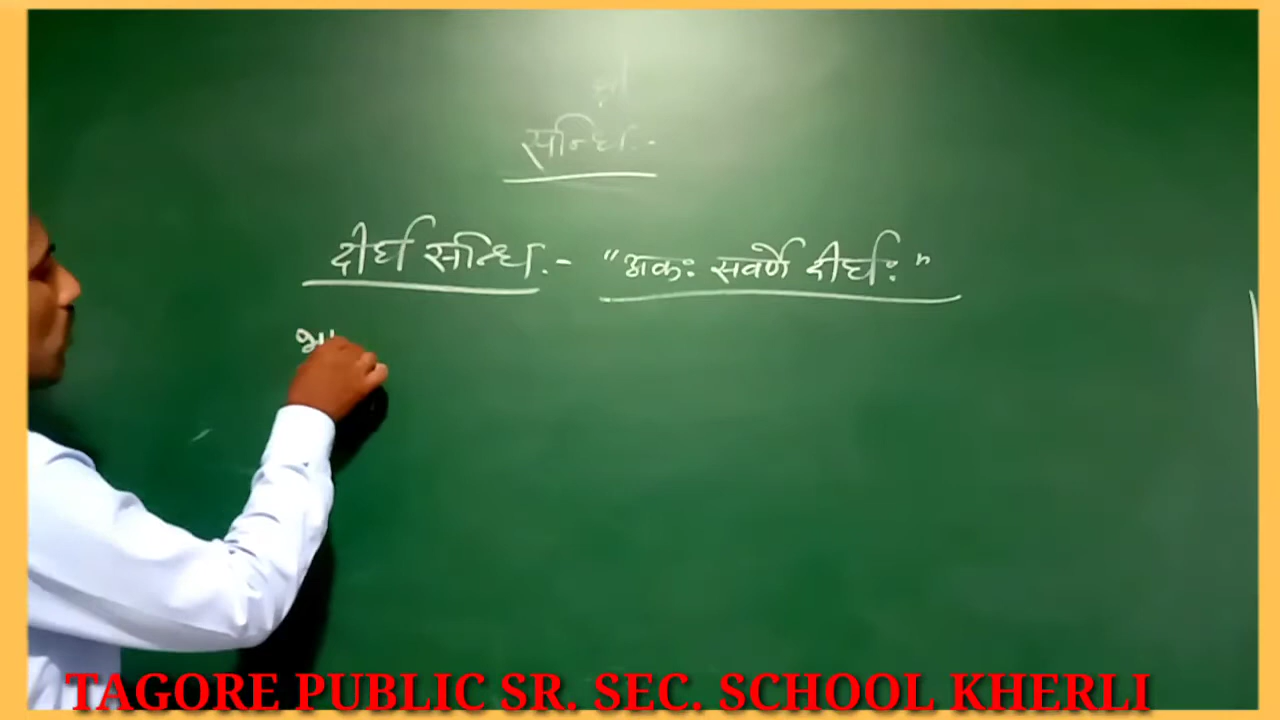 सन्धि:-
दीर्घ सन्धि:- "अक: सवर्णे दीर्घ: "
TAGORE PUBLIC SR. SEC. SCHOOL KHERLI